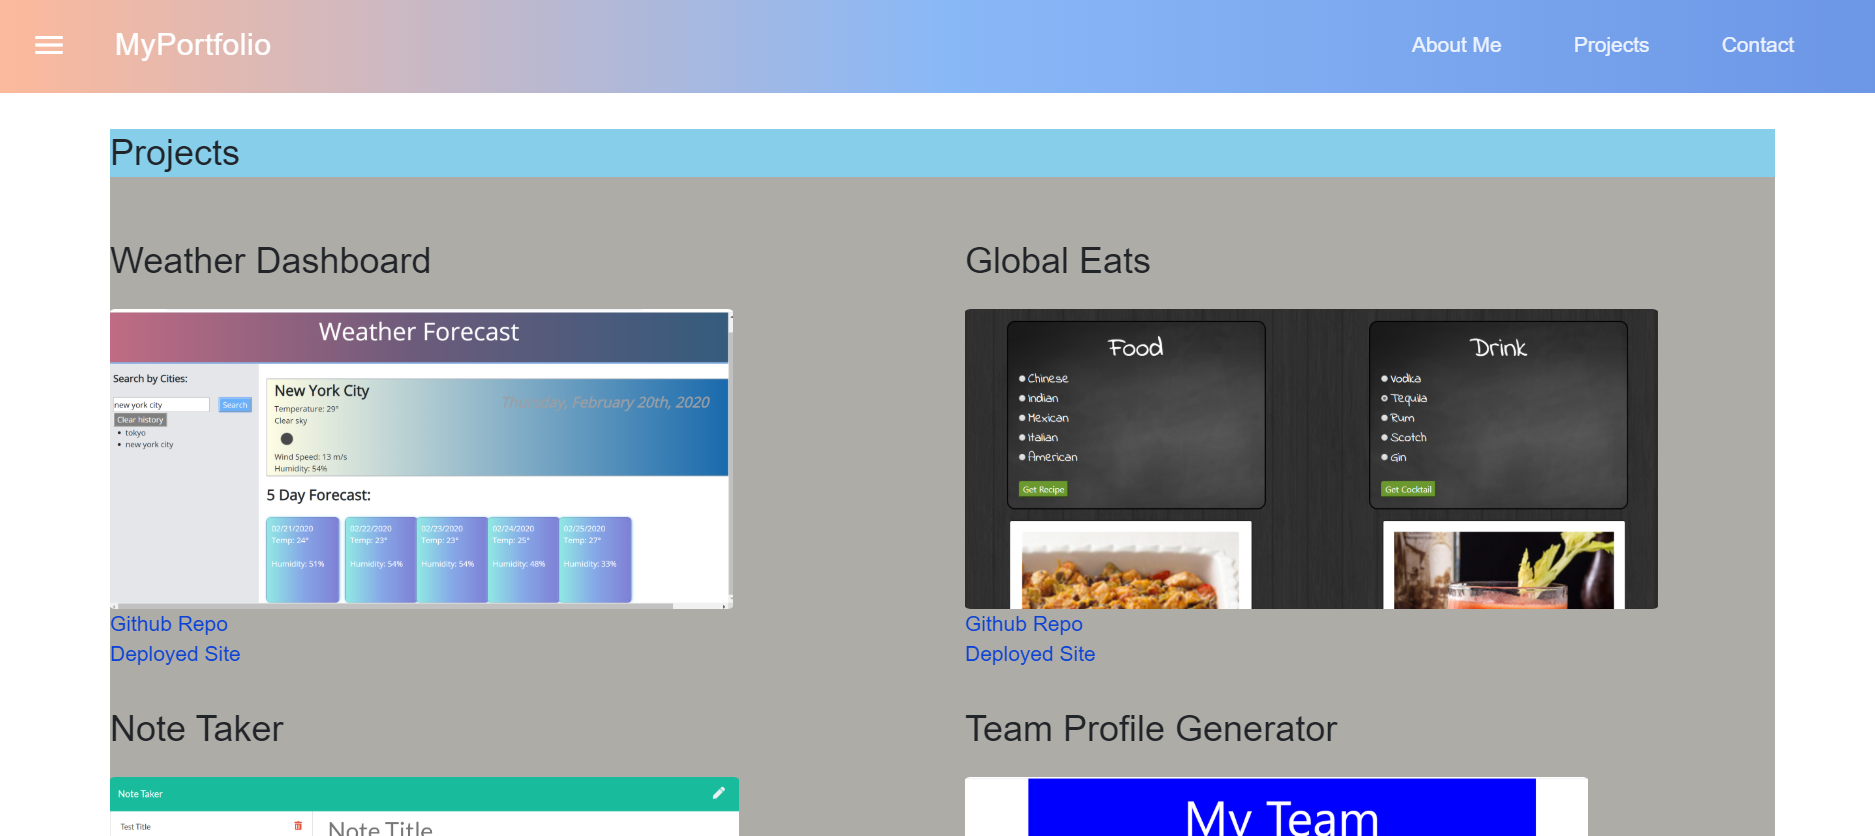 MyPortfolio
About Me
Projects
Contact
Projects
Weather Dashboard
Weather Forecast
Search by Cities:
new york city
Search
Clear history
tokyo
new york city
New York City
Thursday, February 20th, 2020
Temperature: 29°
Clear sky
Wind Speed: 13 m/s
Humidity: 54%
5 Day Forecast:
02/21/2020
Temp: 24°
Humidity: 51%
02/22/2020
Temp: 23°
Humidity: 54%
02/23/2020
Temp: 23°
Humidity: 54%
02/24/2020
Temp: 25°
Humidity: 48%
02/25/2020
Temp: 27°
Humidity: 33%
Github Repo
Deployed Site
Global Eats
Food
Chinese
Indian
Mexican
Italian
American
Get Recipe
Drink
Vodka
Tequila
Rum
Scotch
Gin
Get Cocktail
Github Repo
Deployed Site
Note Taker
Note Taker
Test Title
Note Title
Team Profile Generator
My Team